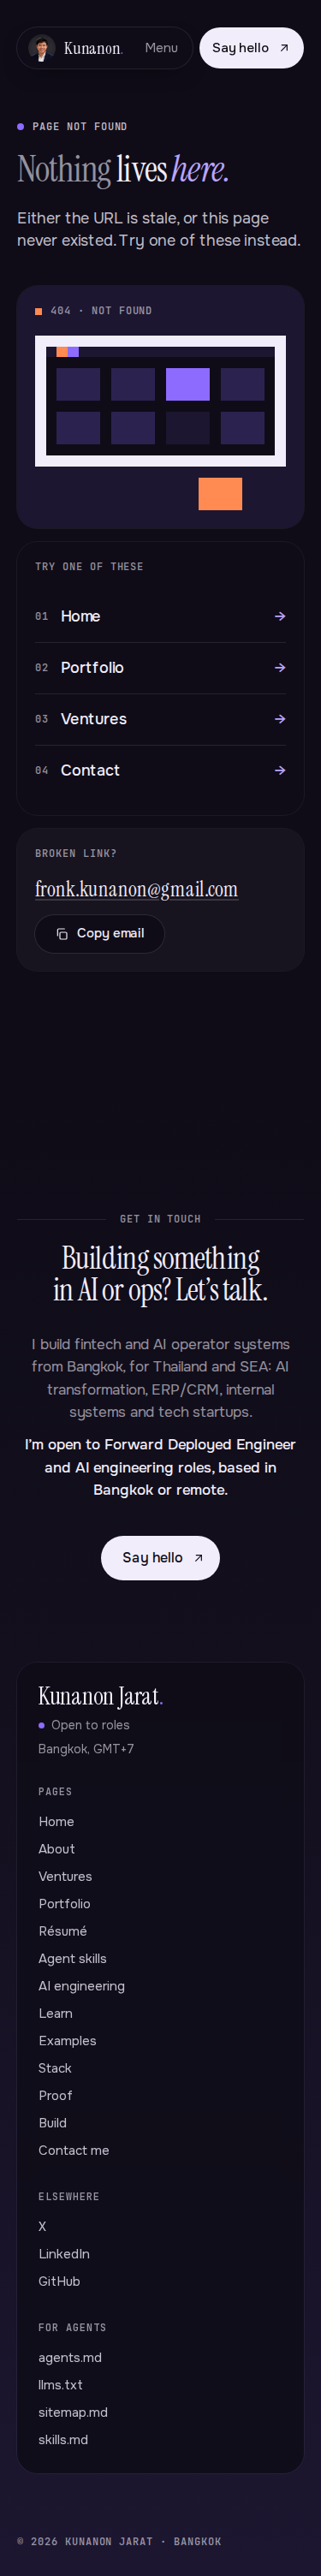 Kunanon.
Menu
Say hello
PAGE NOT FOUND
Nothing lives here.
Either the URL is stale, or this page
never existed. Try one of these instead.
404 · NOT FOUND
TRY ONE OF THESE
01 Home
02 Portfolio
03 Ventures
04 Contact
BROKEN LINK?
fronk.kunanon@gmail.com
Copy email
GET IN TOUCH
Building something
in AI or ops? Let's talk.
I build fintech and AI operator systems
from Bangkok, for Thailand and SEA: AI
transformation, ERP/CRM, internal
systems and tech startups.
I'm open to Forward Deployed Engineer
and AI engineering roles, based in
Bangkok or remote.
Say hello
Kunanon Jarat.
Open to roles
Bangkok, GMT+7
PAGES
Home
About
Ventures
Portfolio
Résumé
Agent skills
AI engineering
Learn
Examples
Stack
Proof
Build
Contact me
ELSEWHERE
X
LinkedIn
GitHub
FOR AGENTS
agents.md
llms.txt
sitemap.md
skills.md
© 2026 KUNANON JARAT · BANGKOK